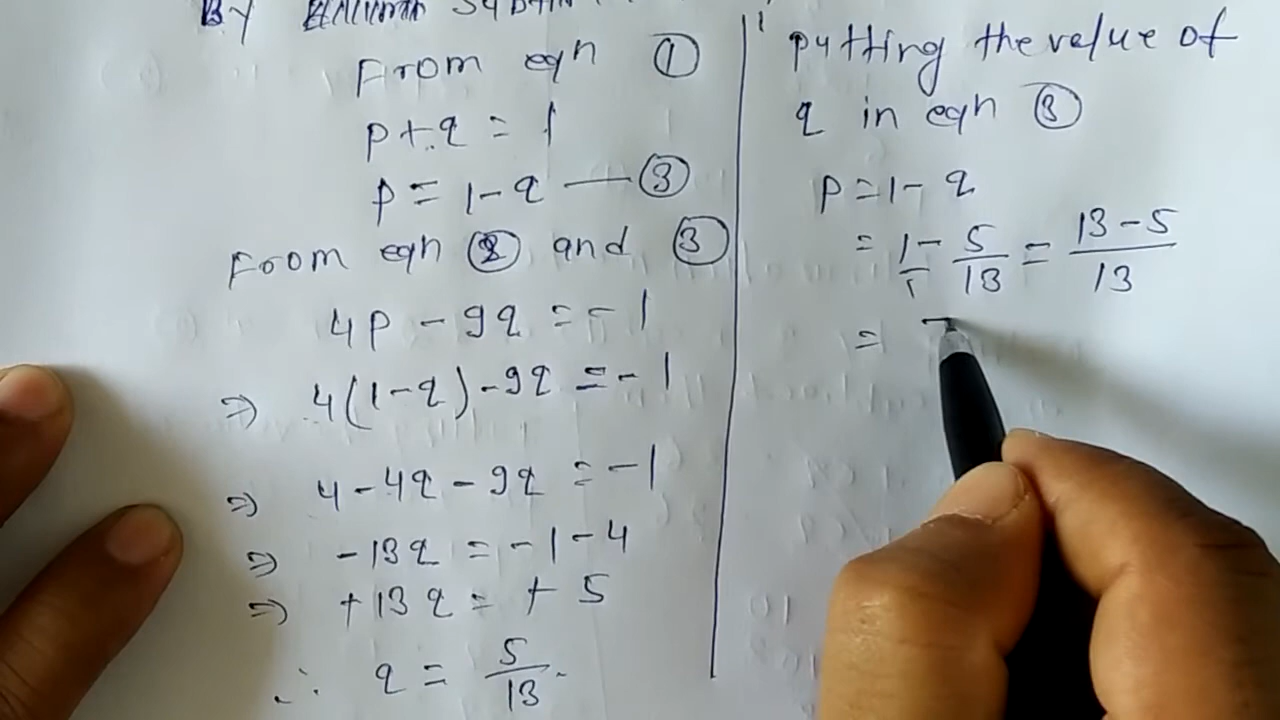 By
From eqn ①
p + q = 1
p = 1 - q — ③
From eqn ② and ③
4p - 9q = - 1
⇒ 4(1 - q) - 9q = - 1
⇒ 4 - 4q - 9q = - 1
⇒ - 13q = - 1 - 4
⇒ + 13q = + 5
∴ q = 5/13
putting the value of
q in eqn ③
p = 1 - q
= 1/1 - 5/13 = 13 - 5/13
=